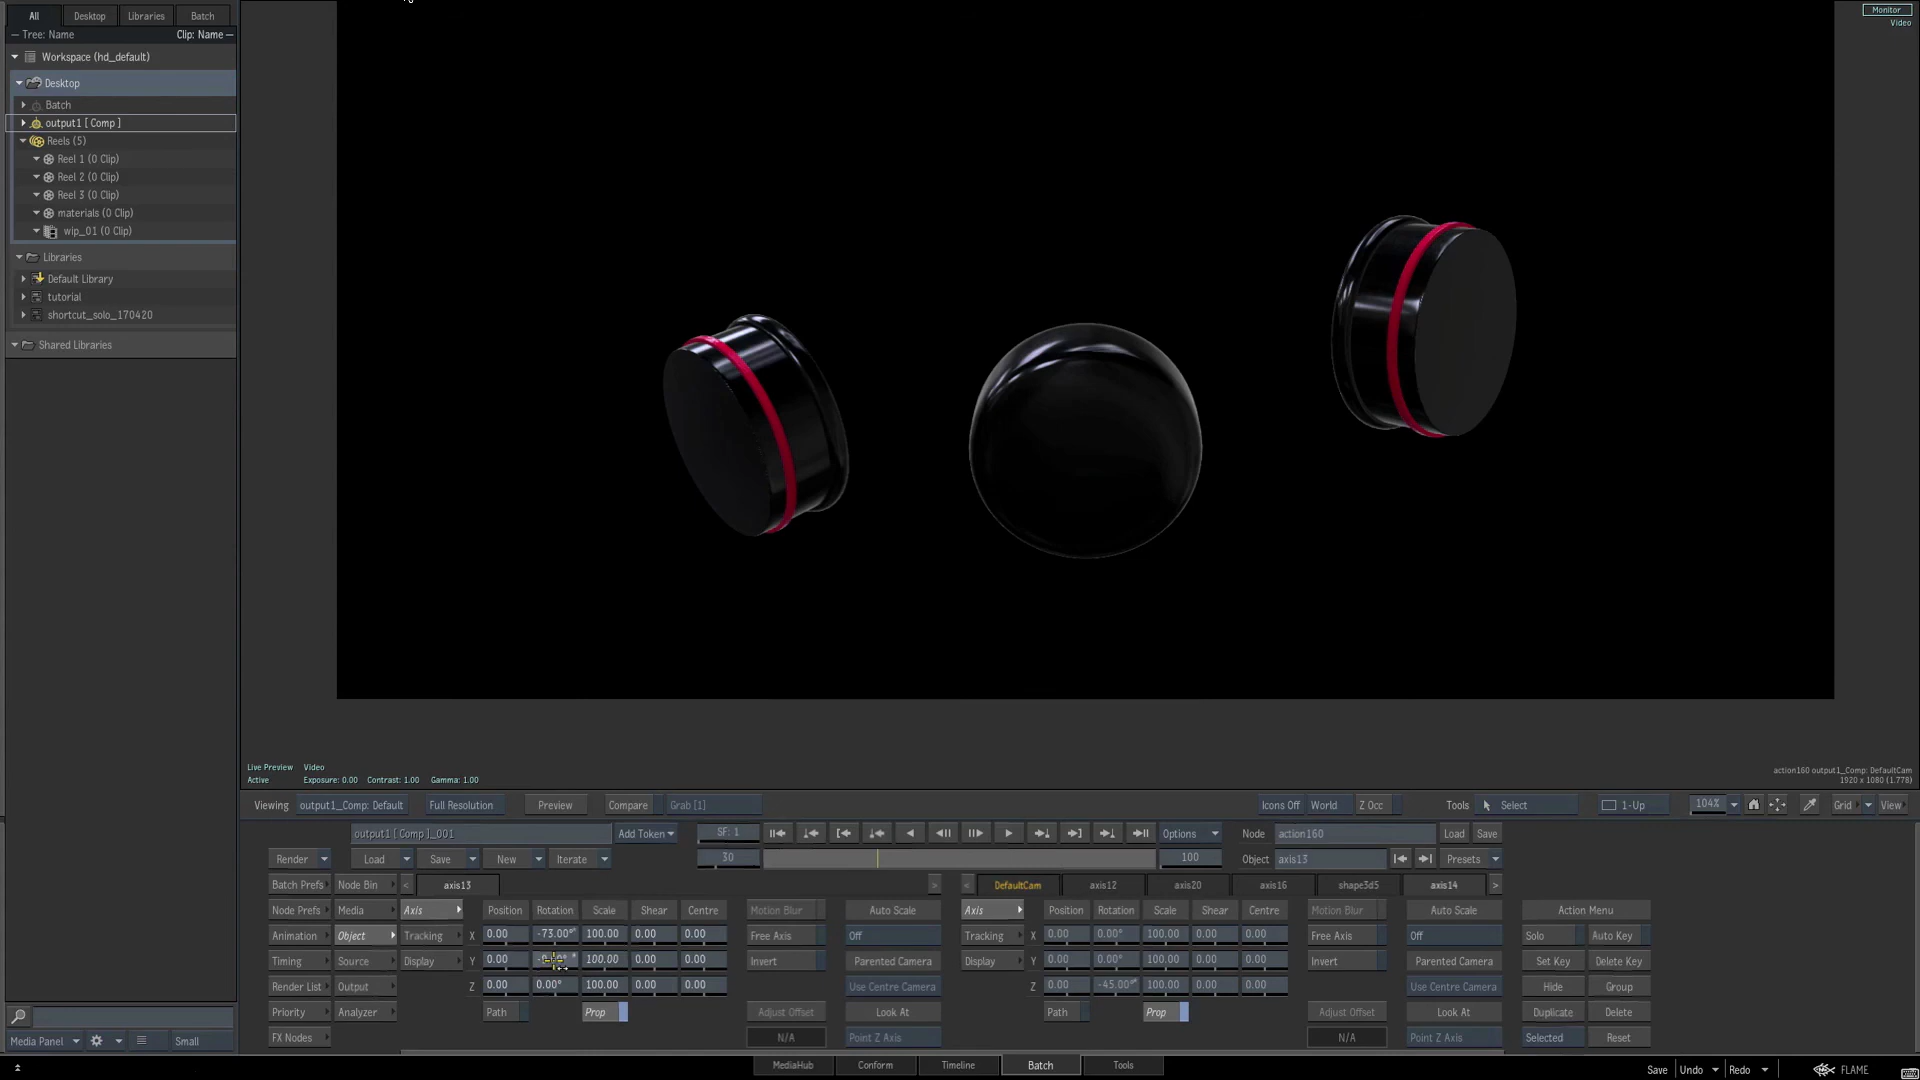 All Desktop Libraries Batch
Tree: Name Clip: Name
Workspace (hd_default)
Desktop
Batch
output1 [ Comp ]
Reels (5)
Reel 1 (0 Clip)
Reel 2 (0 Clip)
Reel 3 (0 Clip)
materials (0 Clip)
wip_01 (0 Clip)
Libraries
Default Library
tutorial
shortcut_solo_170420
Shared Libraries
Monitor
Video
Live Preview Video
Active Exposure: 0.00 Contrast: 1.00 Gamma: 1.00
action160 output1_Comp: DefaultCam
1920 x 1080 (1.778)
Viewing output1_Comp: Default Full Resolution Preview Compare Grab [1] Icons Off World Z Occ Tools Select 1-Up 104% Grid View
output1 [ Comp ]_001 Add Token SF: 1 Options Node action160 Load Save
Render Load Save New Iterate 30 100 Object axis13 Presets
Batch Prefs Node Bin < axis13 > < DefaultCam axis12 axis20 axis16 shape3d5 axis14 >
Node Prefs Media Axis Position Rotation Scale Shear Centre Motion Blur Auto Scale Axis Position Rotation Scale Shear Centre Motion Blur Auto Scale Action Menu
Animation Object Tracking X 0.00 -73.00° 100.00 0.00 0.00 Free Axis Off Tracking X 0.00 0.00° 100.00 0.00 0.00 Free Axis Off Solo Auto Key
Timing Source Display Y 0.00 100.00 0.00 0.00 Invert Parented Camera Display Y 0.00 0.00° 100.00 0.00 0.00 Invert Parented Camera Set Key Delete Key
Render List Output Z 0.00 0.00° 100.00 0.00 0.00 Use Centre Camera Z 0.00 -45.00° 100.00 0.00 0.00 Use Centre Camera Hide Group
Priority Analyzer Path Prop Adjust Offset Look At Path Prop Adjust Offset Look At Duplicate Delete
FX Nodes N/A Point Z Axis N/A Point Z Axis Selected Reset
Media Panel Small
MediaHub Conform Timeline Batch Tools Save Undo Redo FLAME